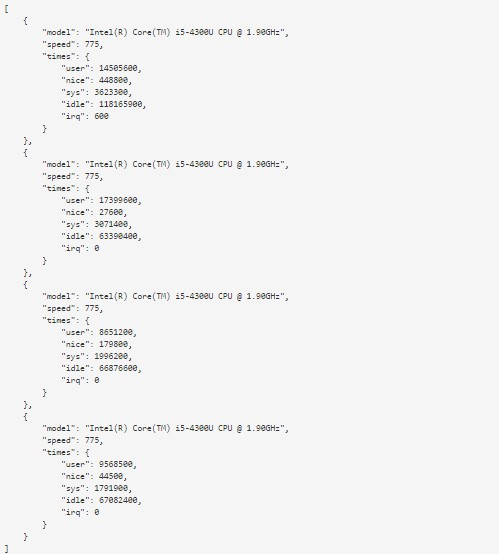 [
{
"model": "Intel(R) Core(TM) i5-4300U CPU @ 1.90GHz",
"speed": 775,
"times": {
"user": 14505600,
"nice": 448800,
"sys": 3623300,
"idle": 118165900,
"irq": 600
}
},
{
"model": "Intel(R) Core(TM) i5-4300U CPU @ 1.90GHz",
"speed": 775,
"times": {
"user": 17399600,
"nice": 27600,
"sys": 3071400,
"idle": 63390400,
"irq": 0
}
},
{
"model": "Intel(R) Core(TM) i5-4300U CPU @ 1.90GHz",
"speed": 775,
"times": {
"user": 8651200,
"nice": 179800,
"sys": 1996200,
"idle": 66876600,
"irq": 0
}
},
{
"model": "Intel(R) Core(TM) i5-4300U CPU @ 1.90GHz",
"speed": 775,
"times": {
"user": 9568500,
"nice": 44500,
"sys": 1791900,
"idle": 67082400,
"irq": 0
}
}
]